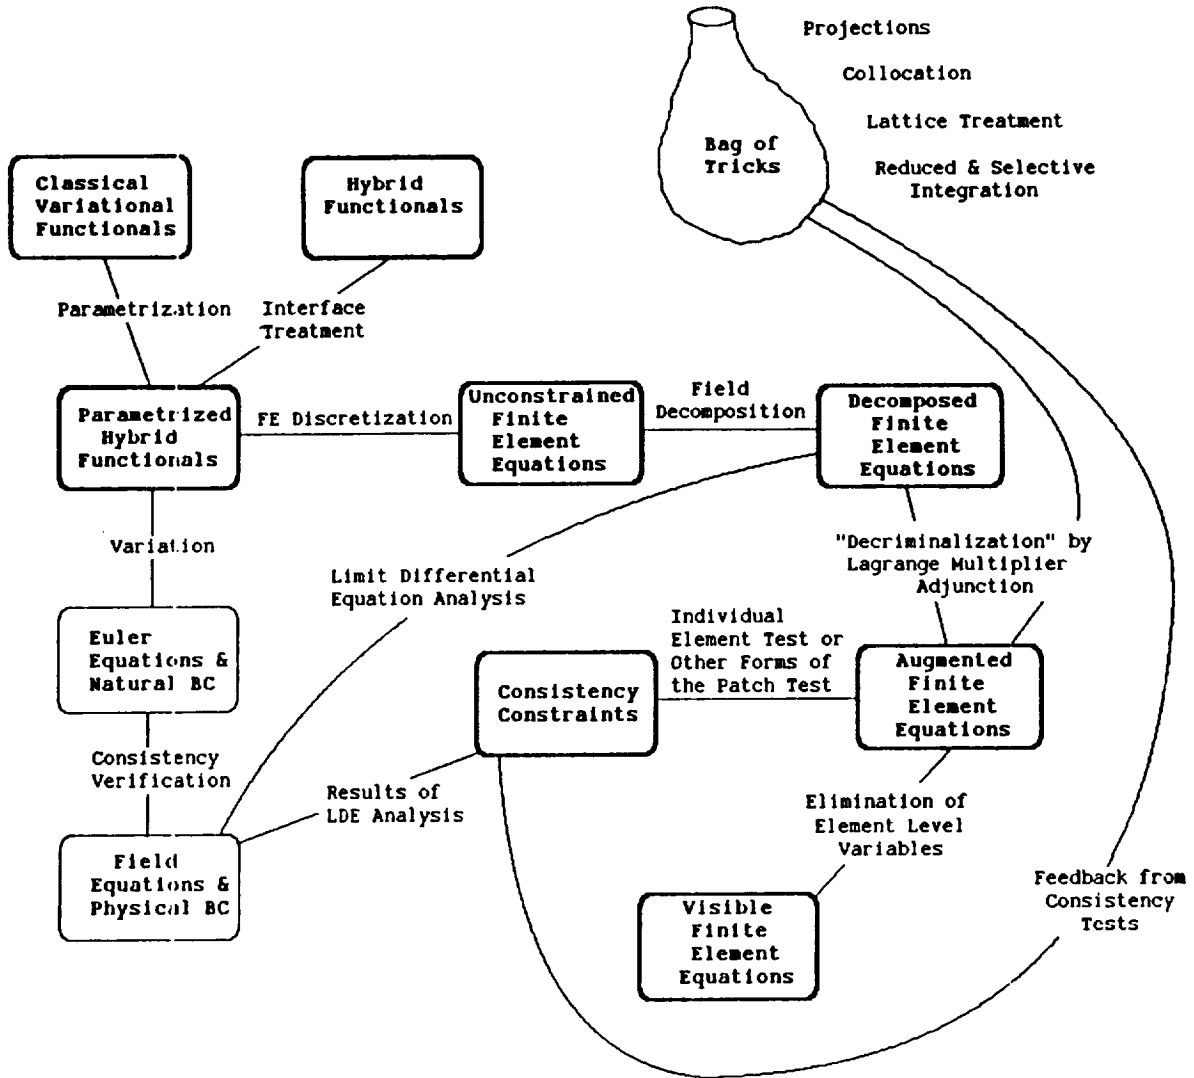 Projections
Collocation
Lattice Treatment
Reduced & Selective
Integration
Bag of
Tricks
Classical
Variational
Functionals
Hybrid
Functionals
Parametrization
Interface
Treatment
Parametrized
Hybrid
Functionals
FE Discretization
Unconstrained
Finite
Element
Equations
Field
Decomposition
Decomposed
Finite
Element
Equations
Variation
Limit Differential
Equation Analysis
"Decriminalization" by
Lagrange Multiplier
Adjunction
Euler
Equations &
Natural BC
Individual
Element Test or
Other Forms of
the Patch Test
Consistency
Constraints
Augmented
Finite
Element
Equations
Consistency
Verification
Results of
LDE Analysis
Elimination of
Element Level
Variables
Field
Equations &
Physical BC
Visible
Finite
Element
Equations
Feedback from
Consistency
Tests